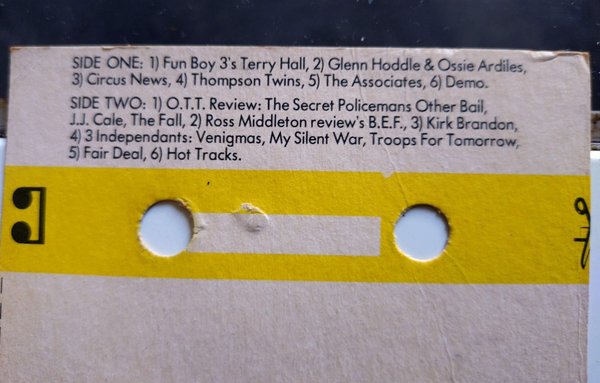 SIDE ONE: 1) Fun Boy 3's Terry Hall, 2) Glenn Hoddle & Ossie Ardiles,
3) Circus News, 4) Thompson Twins, 5) The Associates, 6) Demo.
SIDE TWO: 1) O.T.T. Review: The Secret Policemans Other Bail,
J.J. Cale, The Fall, 2) Ross Middleton review's B.E.F., 3) Kirk Brandon,
4) 3 Independants: Venigmas, My Silent War, Troops For Tomorrow,
5) Fair Deal, 6) Hot Tracks.